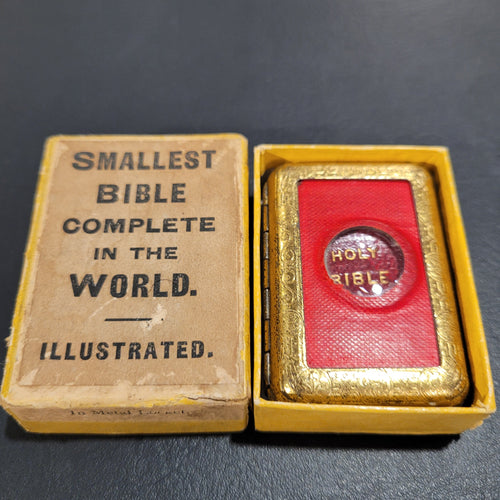 SMALLEST
BIBLE
COMPLETE
IN THE
WORLD.
ILLUSTRATED.
In Metal Locket.
HOLY
BIBLE.